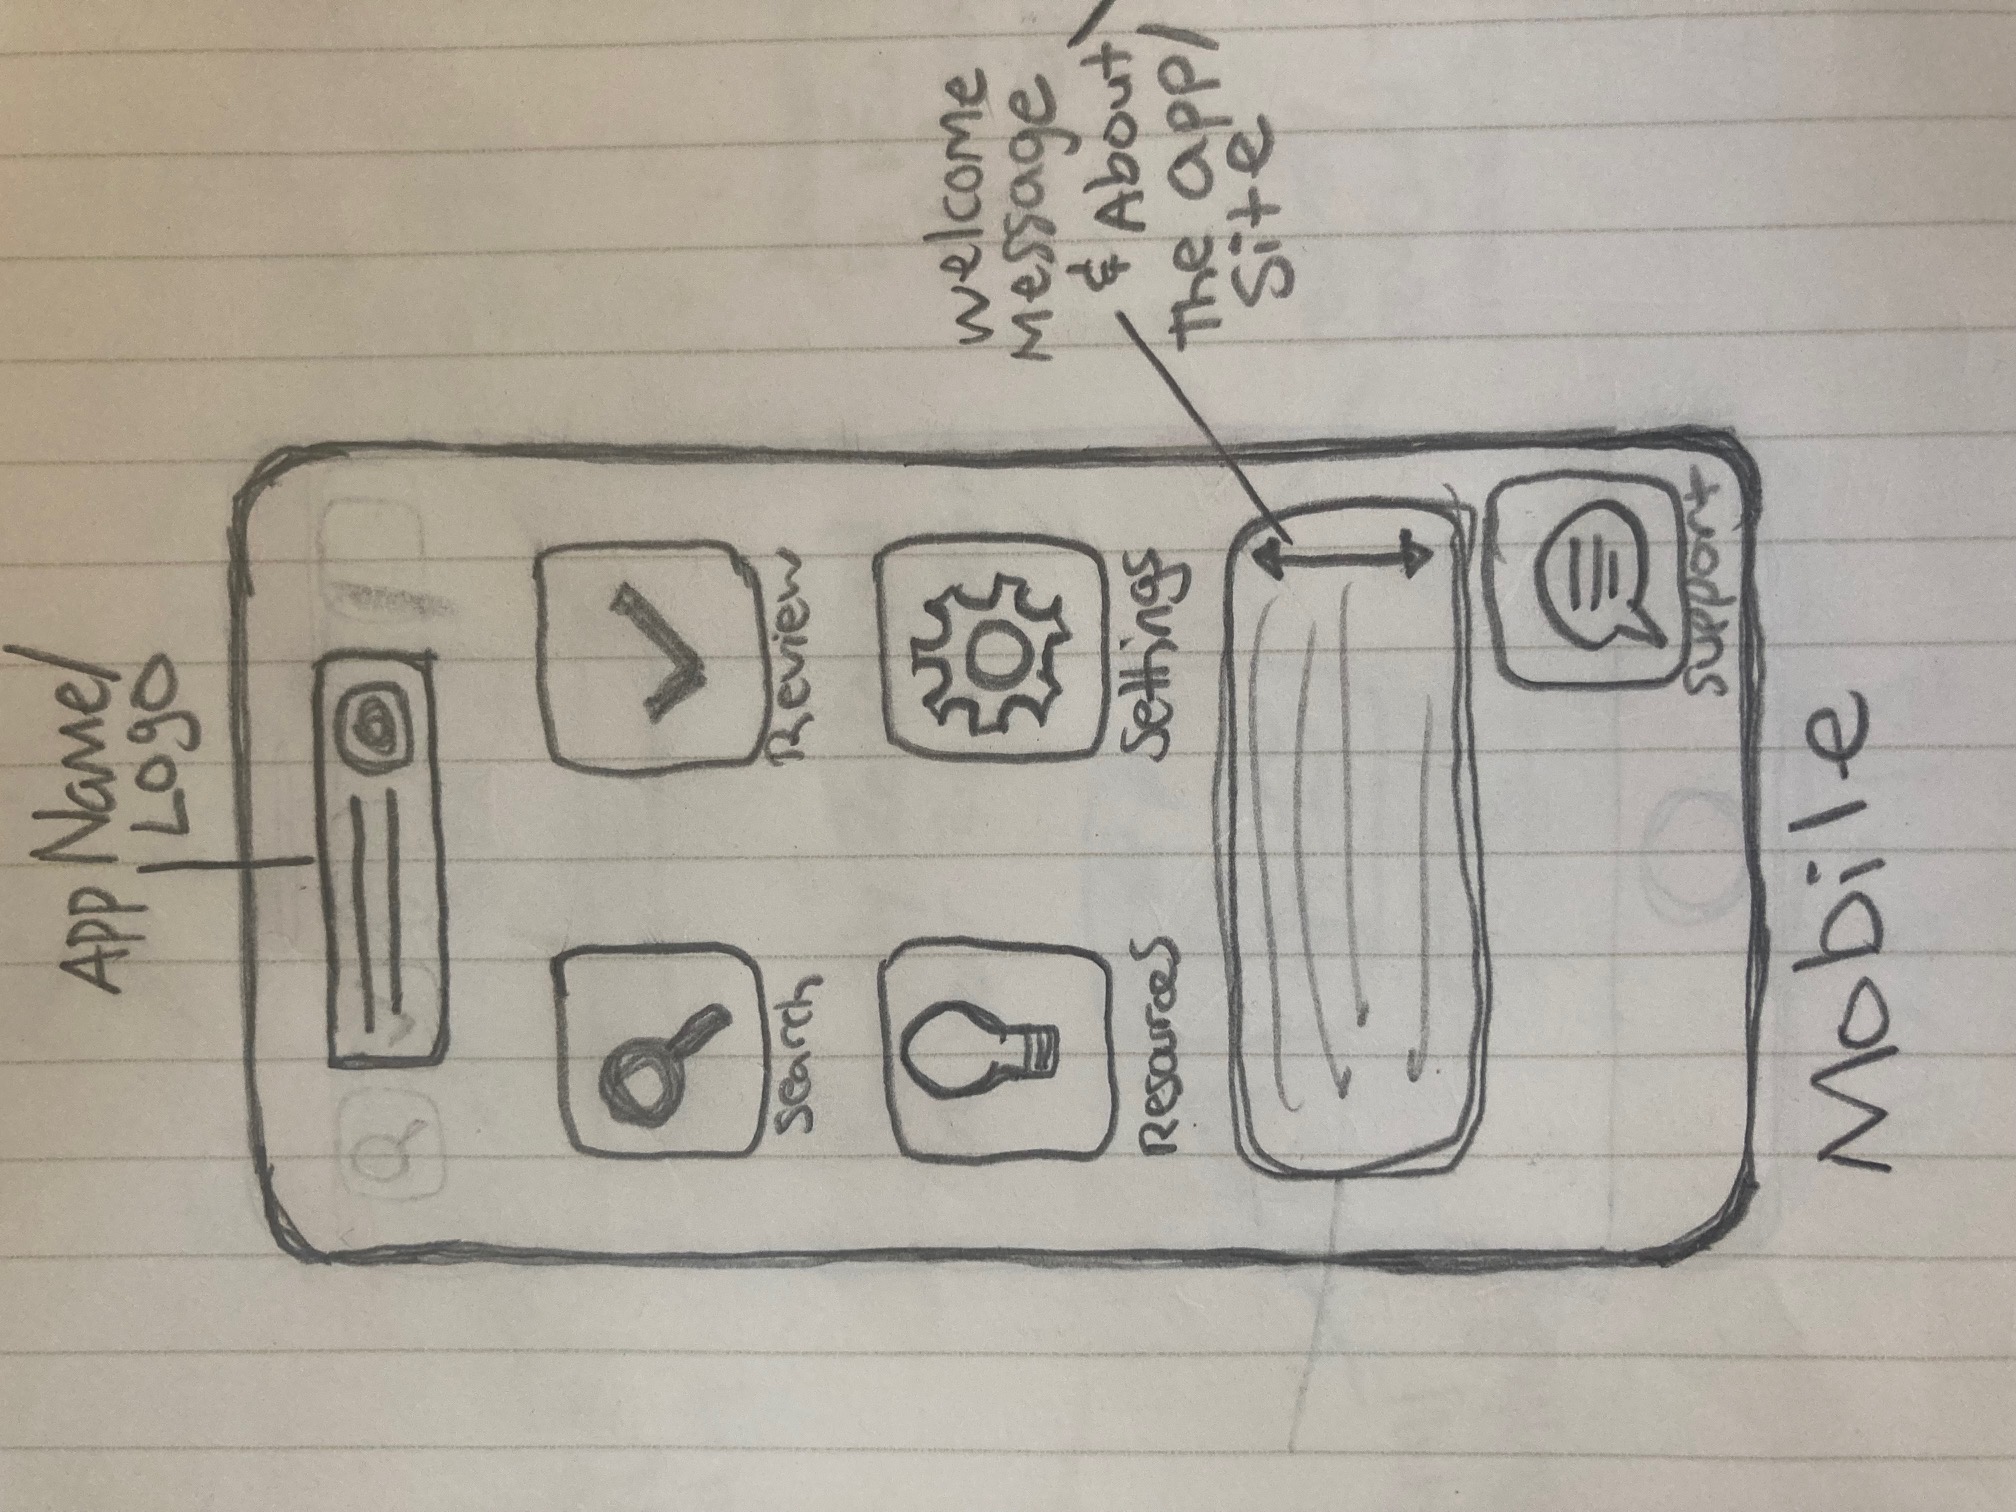 App Name/
Logo
Search
Review
Resources
Settings
welcome
Message
& About
the app/
site
Support
Mobile